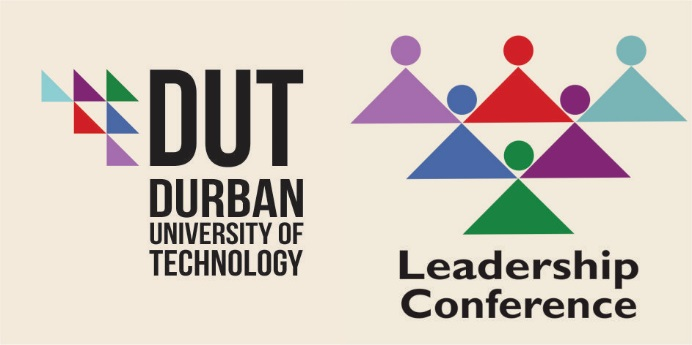 DUT
DURBAN
UNIVERSITY OF
TECHNOLOGY
Leadership
Conference